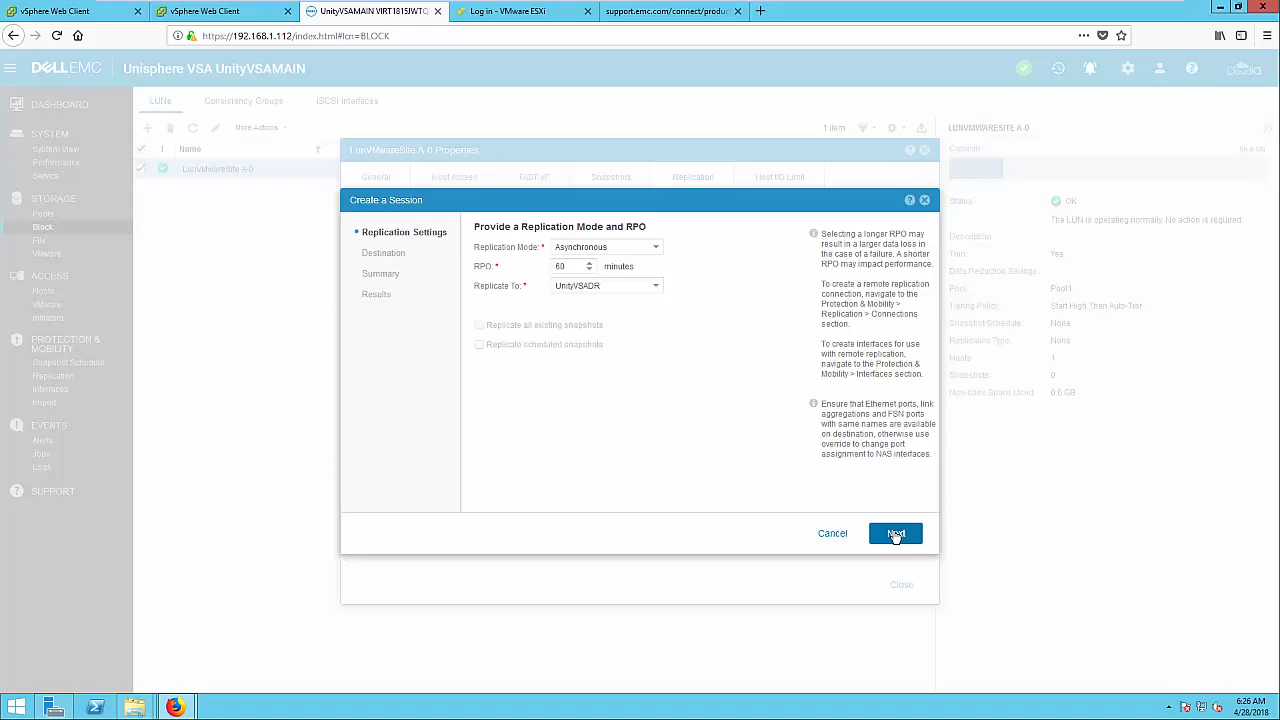 vSphere Web Client
vSphere Web Client
UnityVSAMAIN VIRT1815JWTQ
Log in - VMware ESXi
support.emc.com/connect/produc
https://192.168.1.112/index.html#lcn=BLOCK
DELL EMC
Unisphere VSA UnityVSAMAIN
CloudIQ
DASHBOARD
SYSTEM
System View
Performance
Service
STORAGE
Pools
Block
File
VMware
ACCESS
Hosts
VMware
Initiators
PROTECTION &
MOBILITY
Snapshot Schedule
Replication
Interfaces
Import
EVENTS
Alerts
Jobs
Logs
SUPPORT
LUNs
Consistency Groups
iSCSI Interfaces
More Actions
1 item
!
Name
LunVMwareSite A-0
LunVMwareSite A-0 Properties
General
Host Access
FAST VP
Snapshots
Replication
Host I/O Limit
Create a Session
Replication Settings
Destination
Summary
Results
Provide a Replication Mode and RPO
Replication Mode: * Asynchronous
RPO: * 60 minutes
Replicate To: * UnityVSADR
Replicate all existing snapshots
Replicate scheduled snapshots
Selecting a longer RPO may
result in a larger data loss in
the case of a failure. A shorter
RPO may impact performance.
To create a remote replication
connection, navigate to the
Protection & Mobility >
Replication > Connections
section.
To create interfaces for use
with remote replication,
navigate to the Protection &
Mobility > Interfaces section.
Ensure that Ethernet ports, link
aggregations and FSN ports
with same names are available
on destination, otherwise use
override to change port
assignment to NAS interfaces.
Cancel
Next
Close
LUNVMWARESITE A-0
Status: OK
The LUN is operating normally. No action is required.
Description:
Thin: Yes
Data Reduction Savings:
Pool: Pool1
Tiering Policy: Start High Then Auto-Tier
Snapshot Schedule: None
Replication Type: None
Hosts: 1
Snapshots: 0
Non-base Space Used: 0.0 GB
6:26 AM
4/28/2018